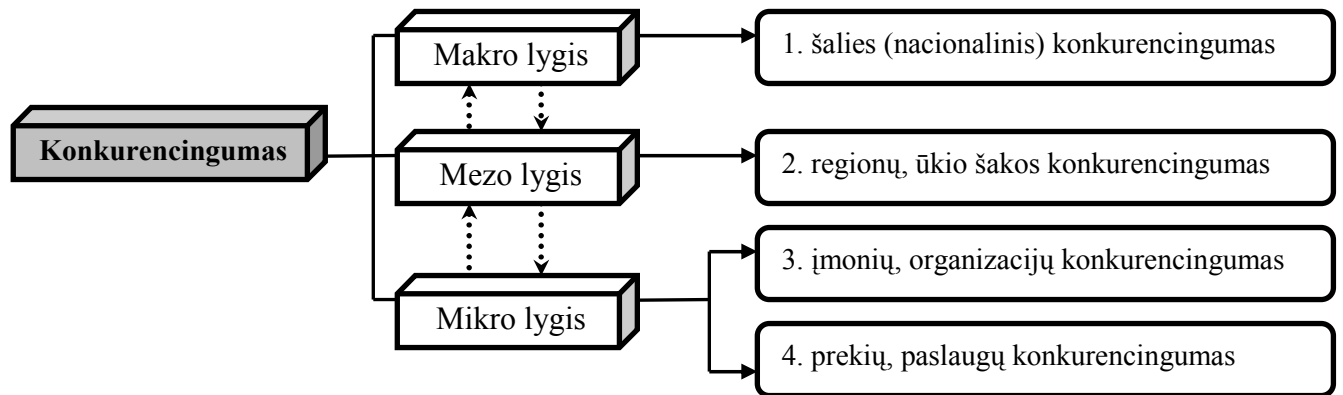 Konkurencingumas
Makro lygis
1. šalies (nacionalinis) konkurencingumas
Mezo lygis
2. regionų, ūkio šakos konkurencingumas
Mikro lygis
3. įmonių, organizacijų konkurencingumas
4. prekių, paslaugų konkurencingumas